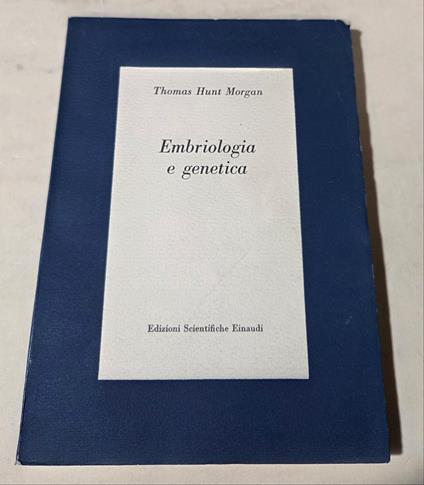 Thomas Hunt Morgan
Embriologia
e genetica
Edizioni Scientifiche Einaudi